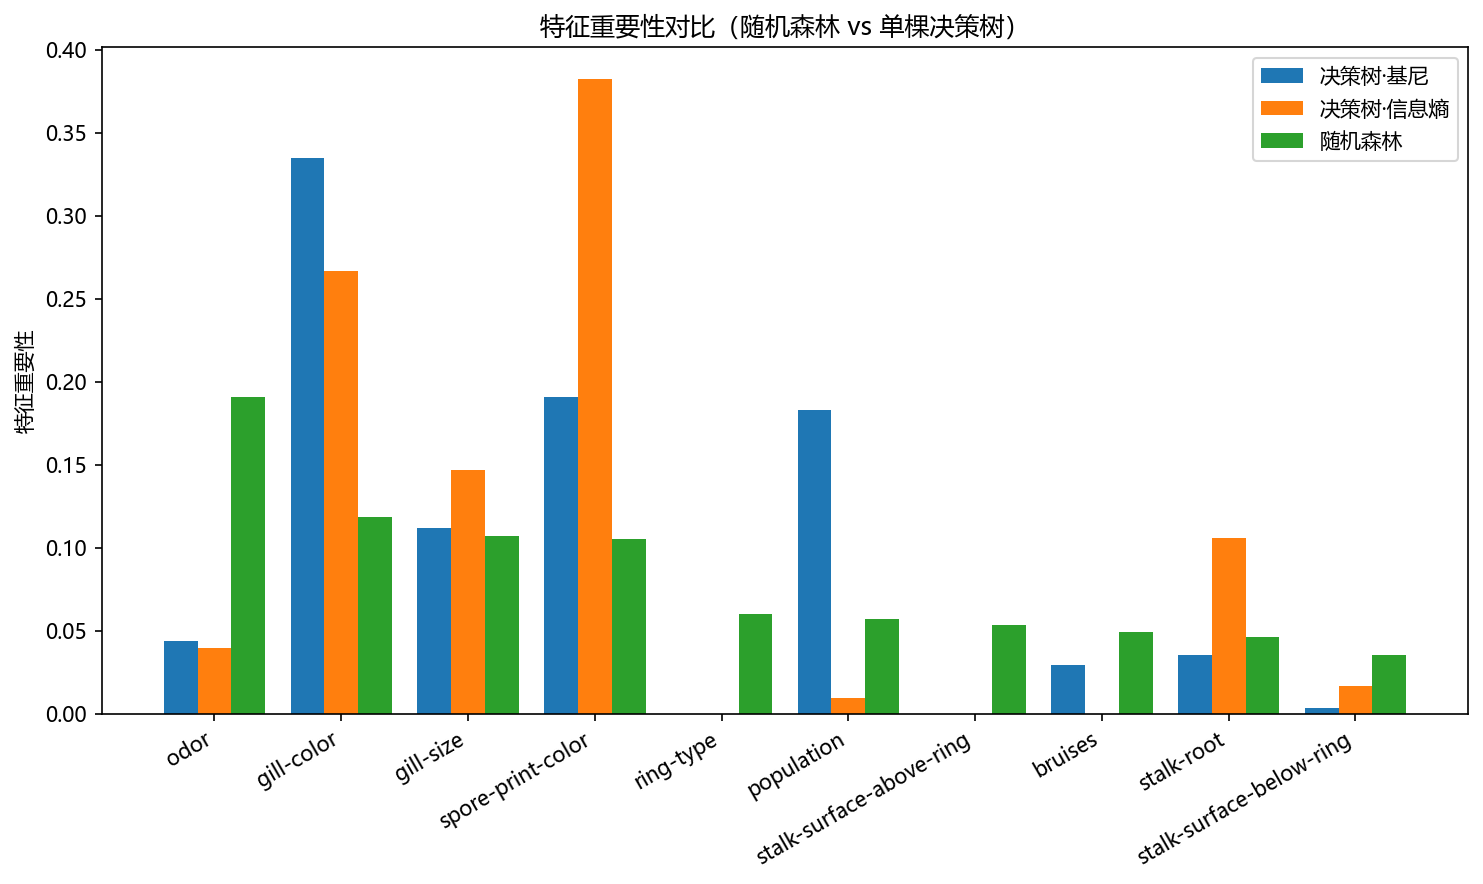 特征重要性对比（随机森林 vs 单棵决策树）
特征重要性
0.40
0.35
0.30
0.25
0.20
0.15
0.10
0.05
0.00
决策树·基尼
决策树·信息熵
随机森林
odor
gill-color
gill-size
spore-print-color
ring-type
population
stalk-surface-above-ring
bruises
stalk-root
stalk-surface-below-ring